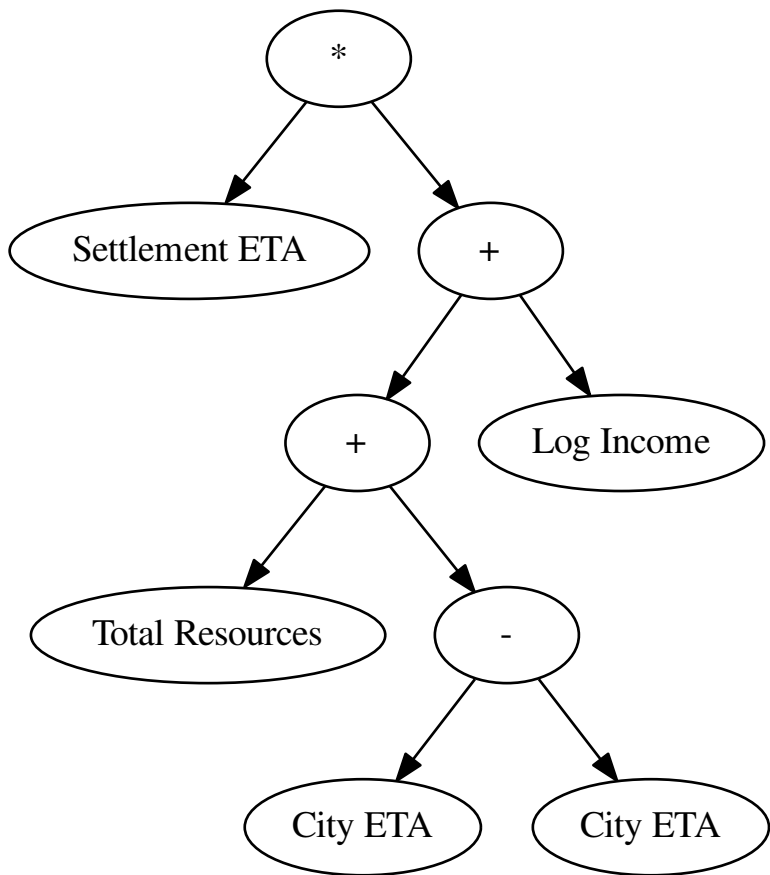 *
Settlement ETA
+
+
Log Income
Total Resources
-
City ETA
City ETA